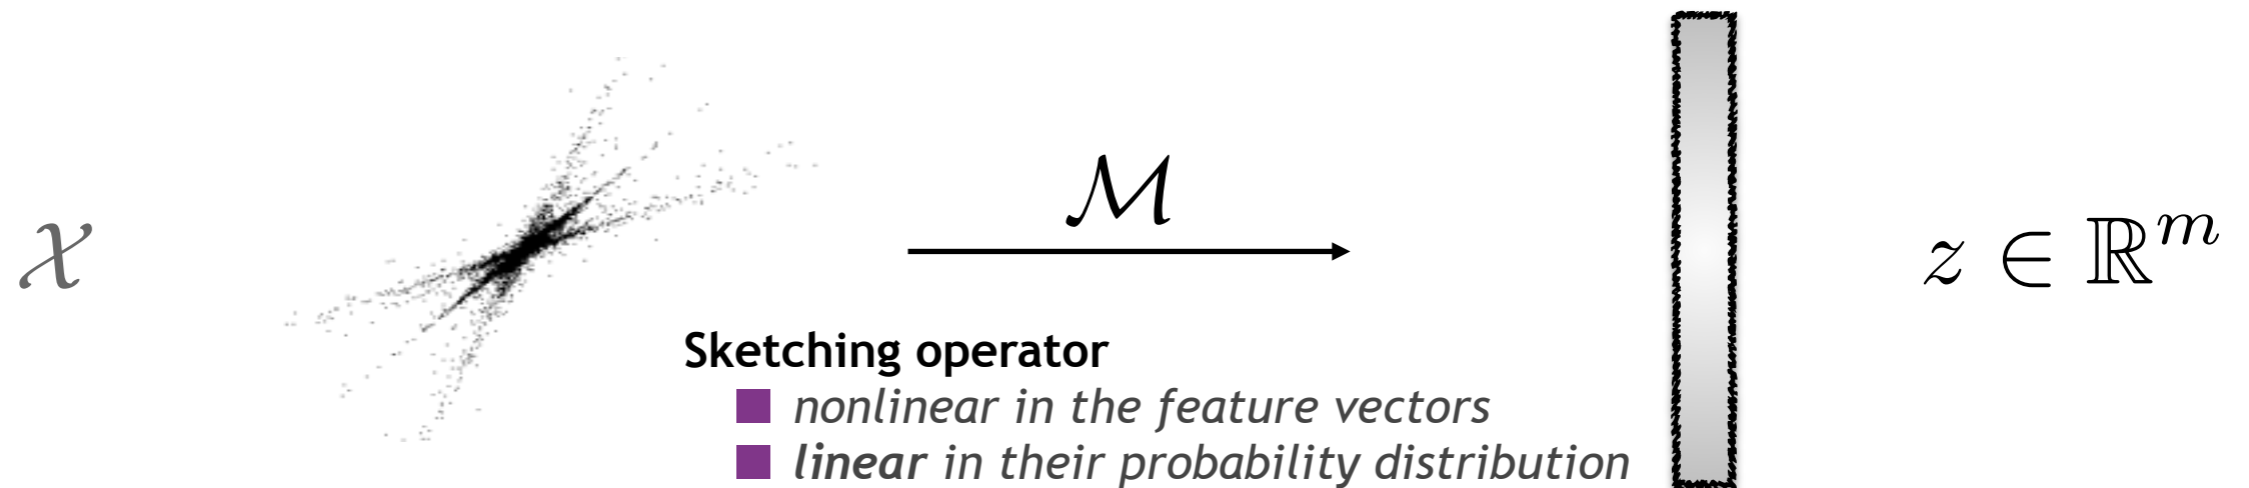 𝒳
ℳ
z ∈ ℝ^m
Sketching operator
nonlinear in the feature vectors
linear in their probability distribution